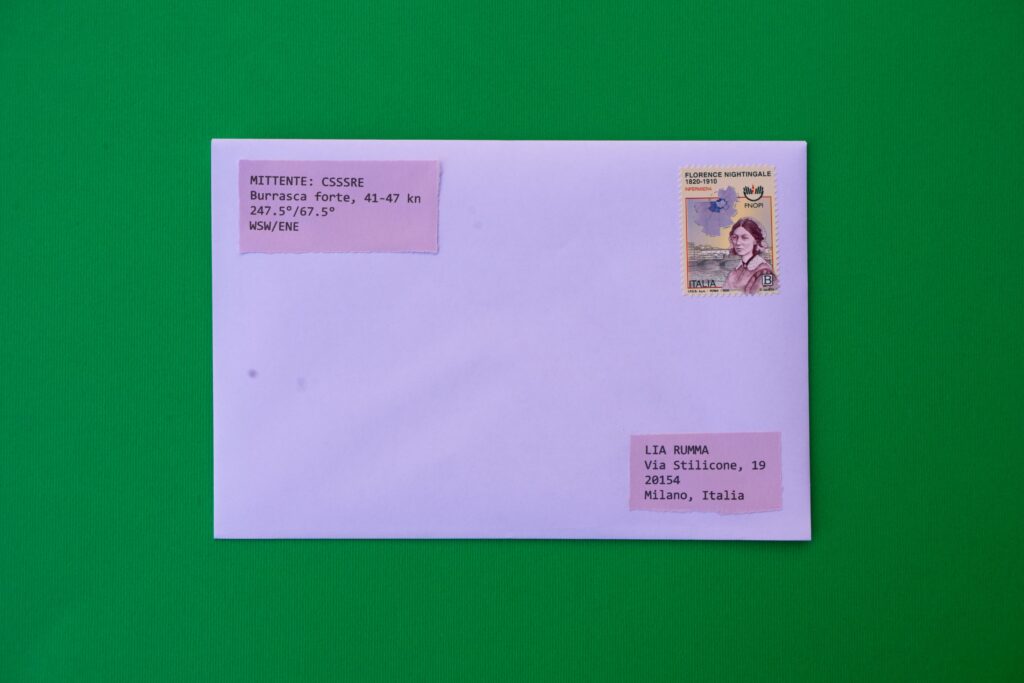 MITTENTE: CSSSRE
Burrasca forte, 41-47 kn
247.5°/67.5°
WSW/ENE
FLORENCE NIGHTINGALE
1820-1910
INFERMIERA
FNOPI
ITALIA
B
LIA RUMMA
Via Stilicone, 19
20154
Milano, Italia